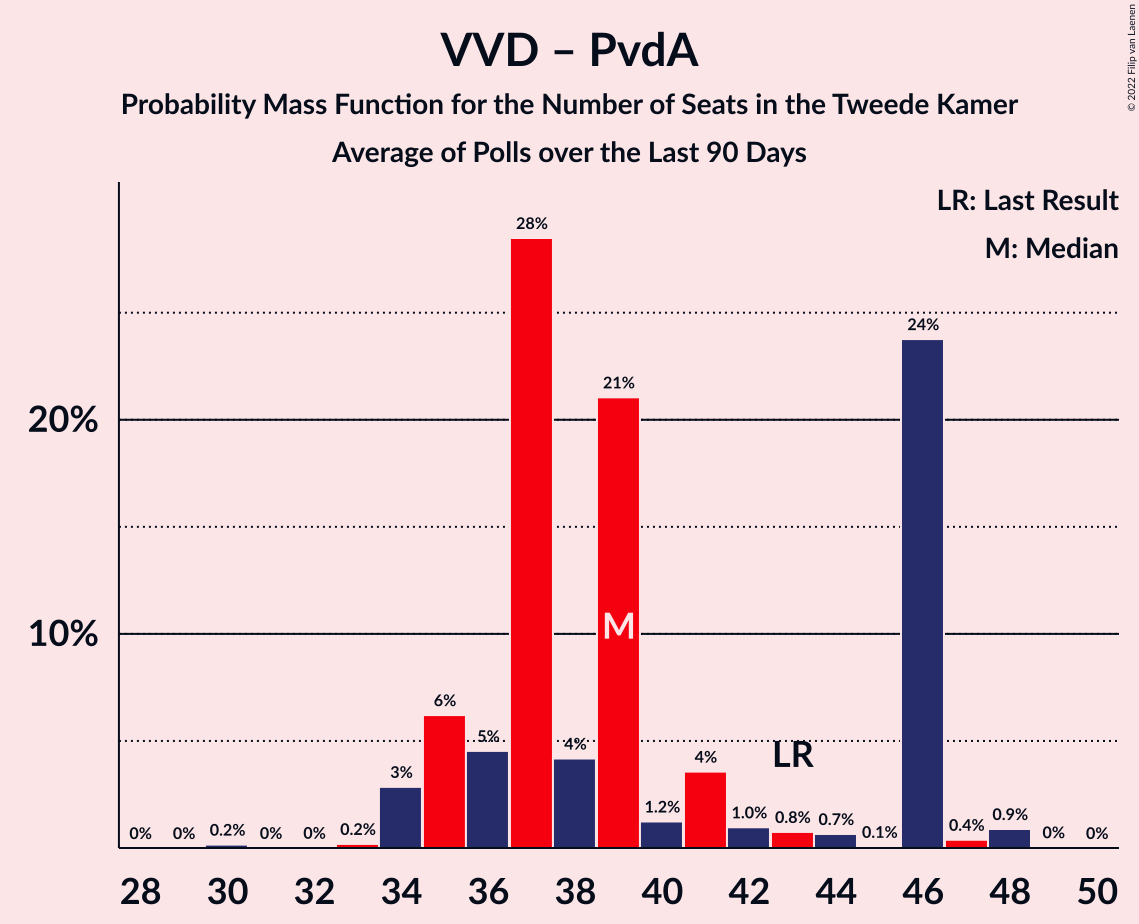 VVD – PvdA
Probability Mass Function for the Number of Seats in the Tweede Kamer
Average of Polls over the Last 90 Days
© 2022 Filip van Laenen
LR: Last Result
M: Median
20%
10%
0%
0%
0.2%
0%
0%
0.2%
3%
6%
5%
28%
4%
21%
1.2%
4%
1.0%
0.8%
0.7%
0.1%
24%
0.4%
0.9%
0%
0%
M
LR
28 30 32 34 36 38 40 42 44 46 48 50